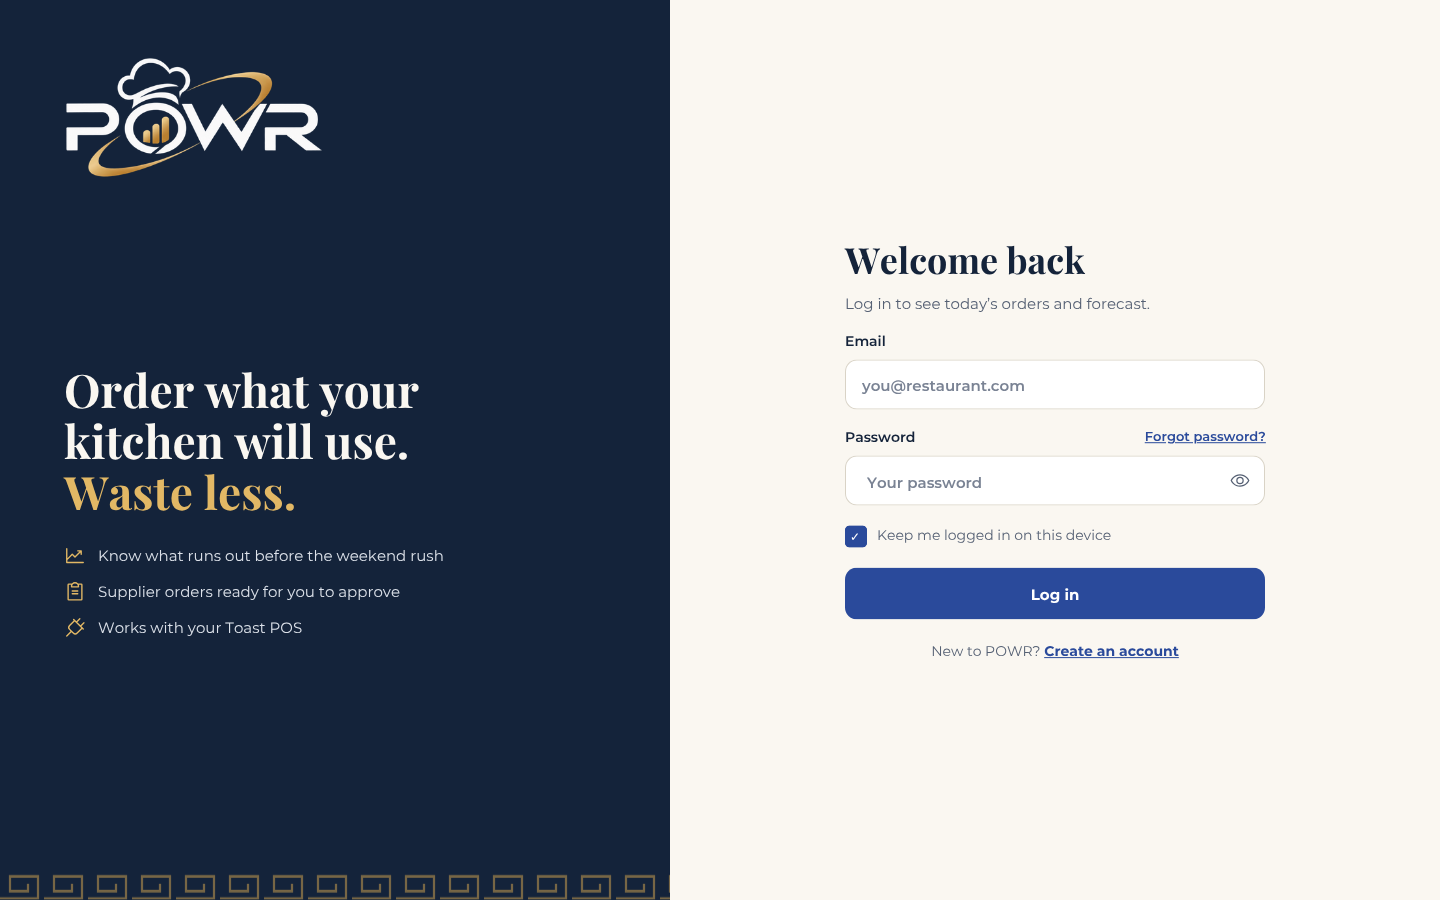 POWR
Order what your
kitchen will use.
Waste less.
Know what runs out before the weekend rush
Supplier orders ready for you to approve
Works with your Toast POS
Welcome back
Log in to see today’s orders and forecast.
Email
you@restaurant.com
Password
Forgot password?
Your password
✓ Keep me logged in on this device
Log in
New to POWR? Create an account